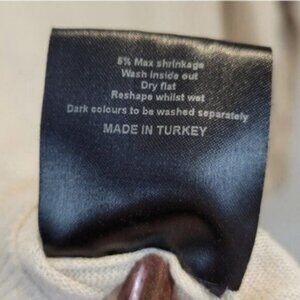 5% Max shrinkage
Wash inside out
Dry flat
Reshape whilst wet
Dark colours to be washed separately
MADE IN TURKEY